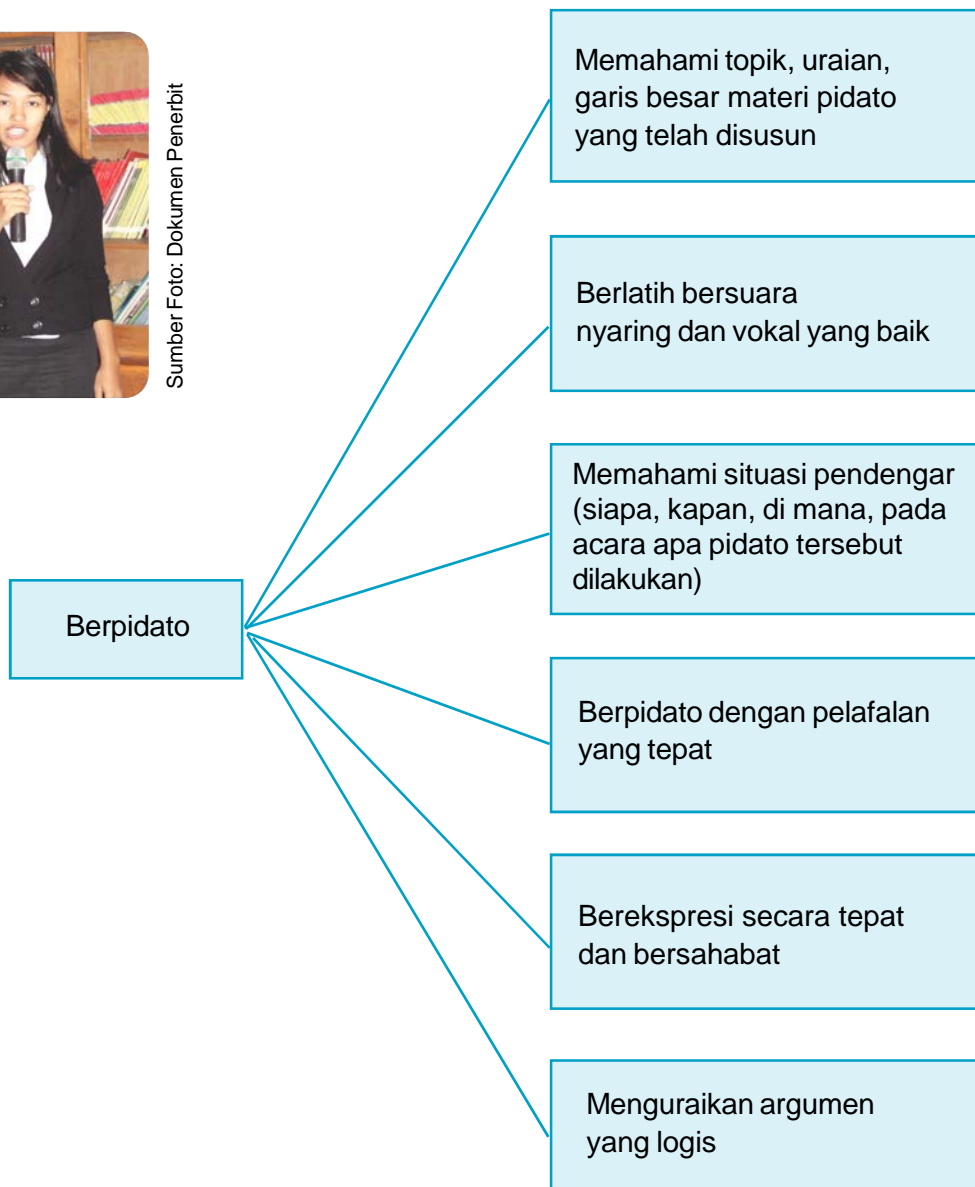 Sumber Foto: Dokumen Penerbit
Memahami topik, uraian,
garis besar materi pidato
yang telah disusun
Berlatih bersuara
nyaring dan vokal yang baik
Memahami situasi pendengar
(siapa, kapan, di mana, pada
acara apa pidato tersebut
dilakukan)
Berpidato
Berpidato dengan pelafalan
yang tepat
Berekspresi secara tepat
dan bersahabat
Menguraikan argumen
yang logis